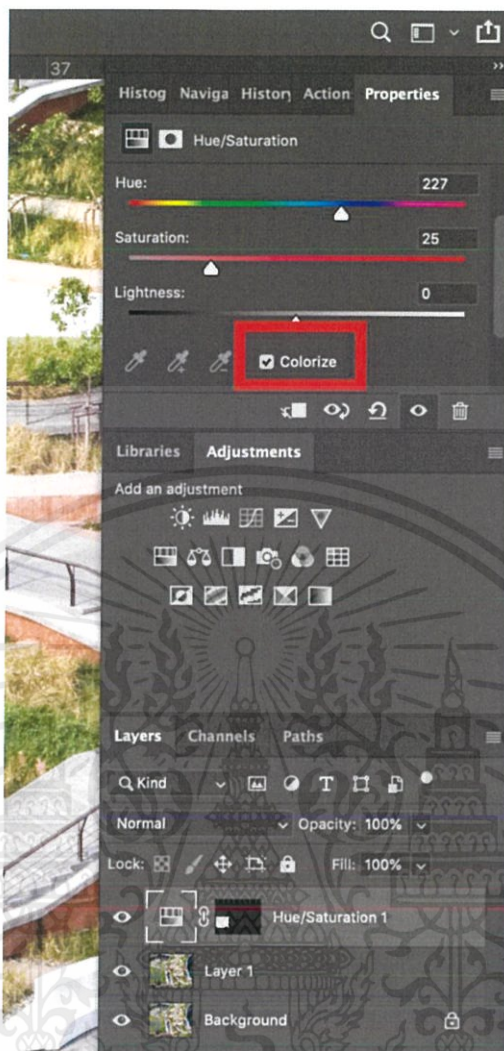 37
Histog Naviga History Action Properties
Hue/Saturation
Hue: 227
Saturation: 25
Lightness: 0
Colorize
Libraries Adjustments
Add an adjustment
Layers Channels Paths
Kind
Normal Opacity: 100%
Lock: Fill: 100%
Hue/Saturation 1
Layer 1
Background